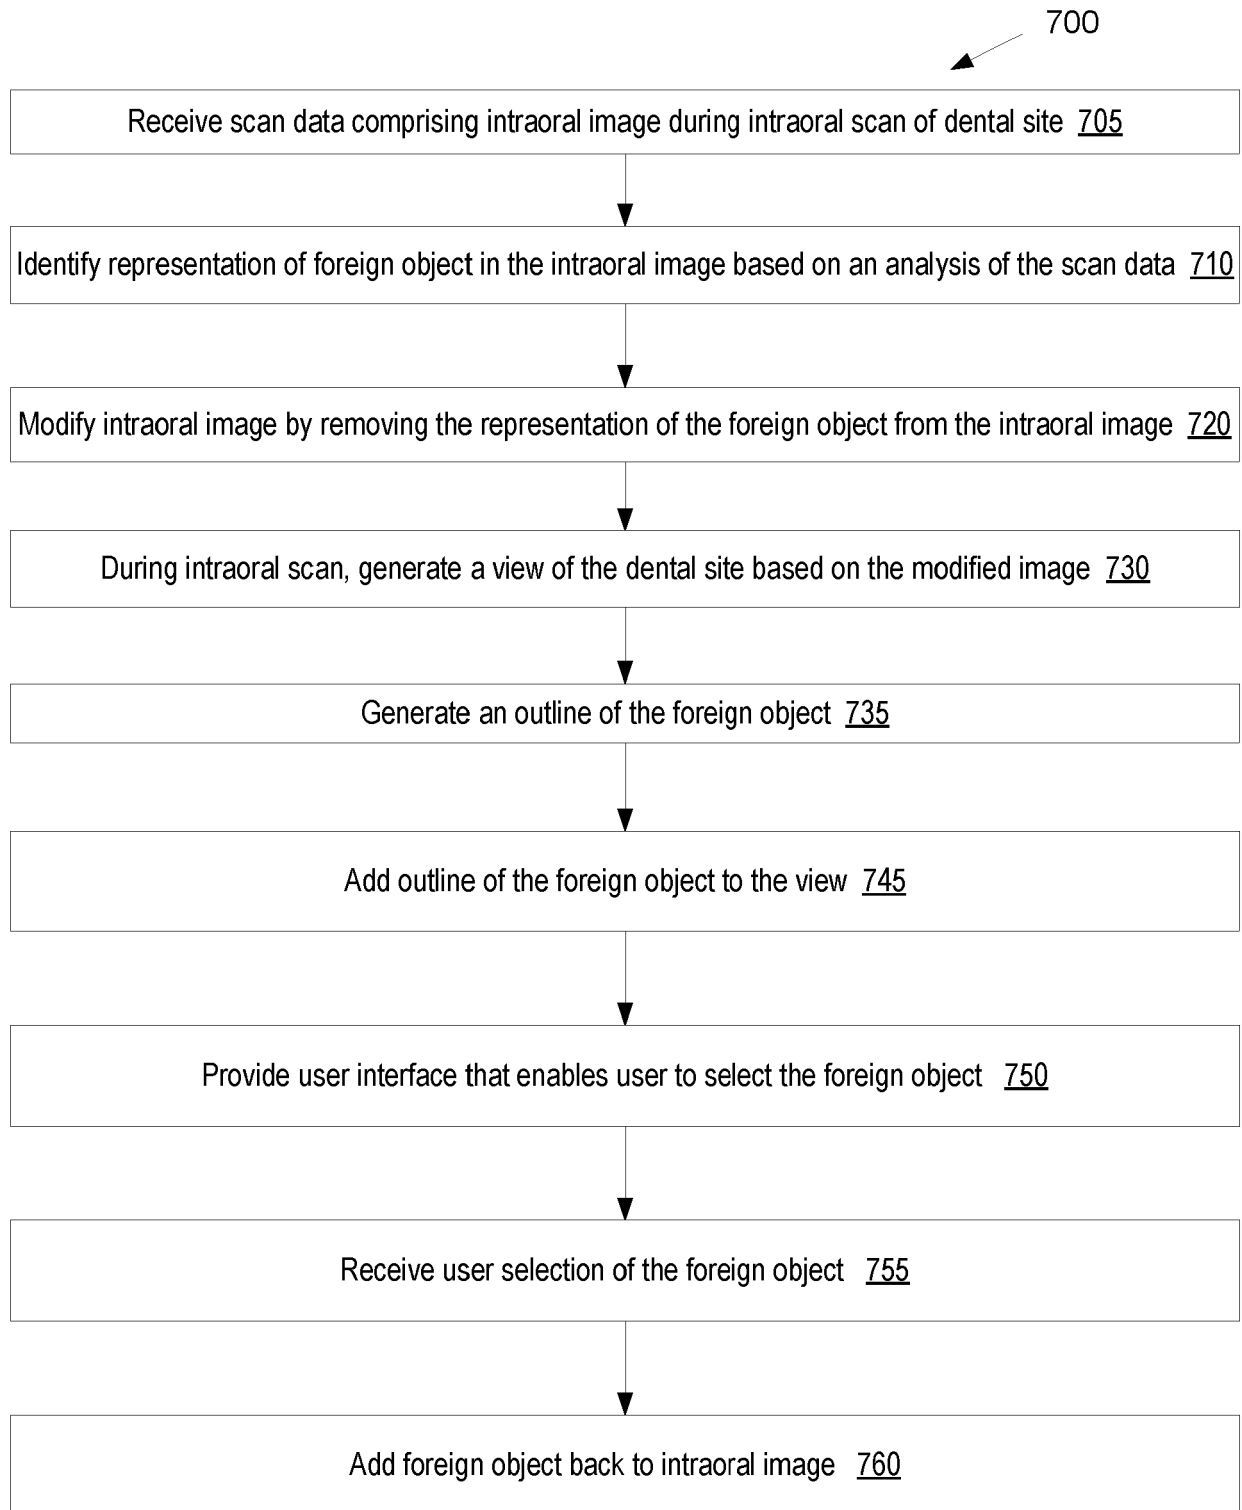 700
Receive scan data comprising intraoral image during intraoral scan of dental site 705
Identify representation of foreign object in the intraoral image based on an analysis of the scan data 710
Modify intraoral image by removing the representation of the foreign object from the intraoral image 720
During intraoral scan, generate a view of the dental site based on the modified image 730
Generate an outline of the foreign object 735
Add outline of the foreign object to the view 745
Provide user interface that enables user to select the foreign object 750
Receive user selection of the foreign object 755
Add foreign object back to intraoral image 760